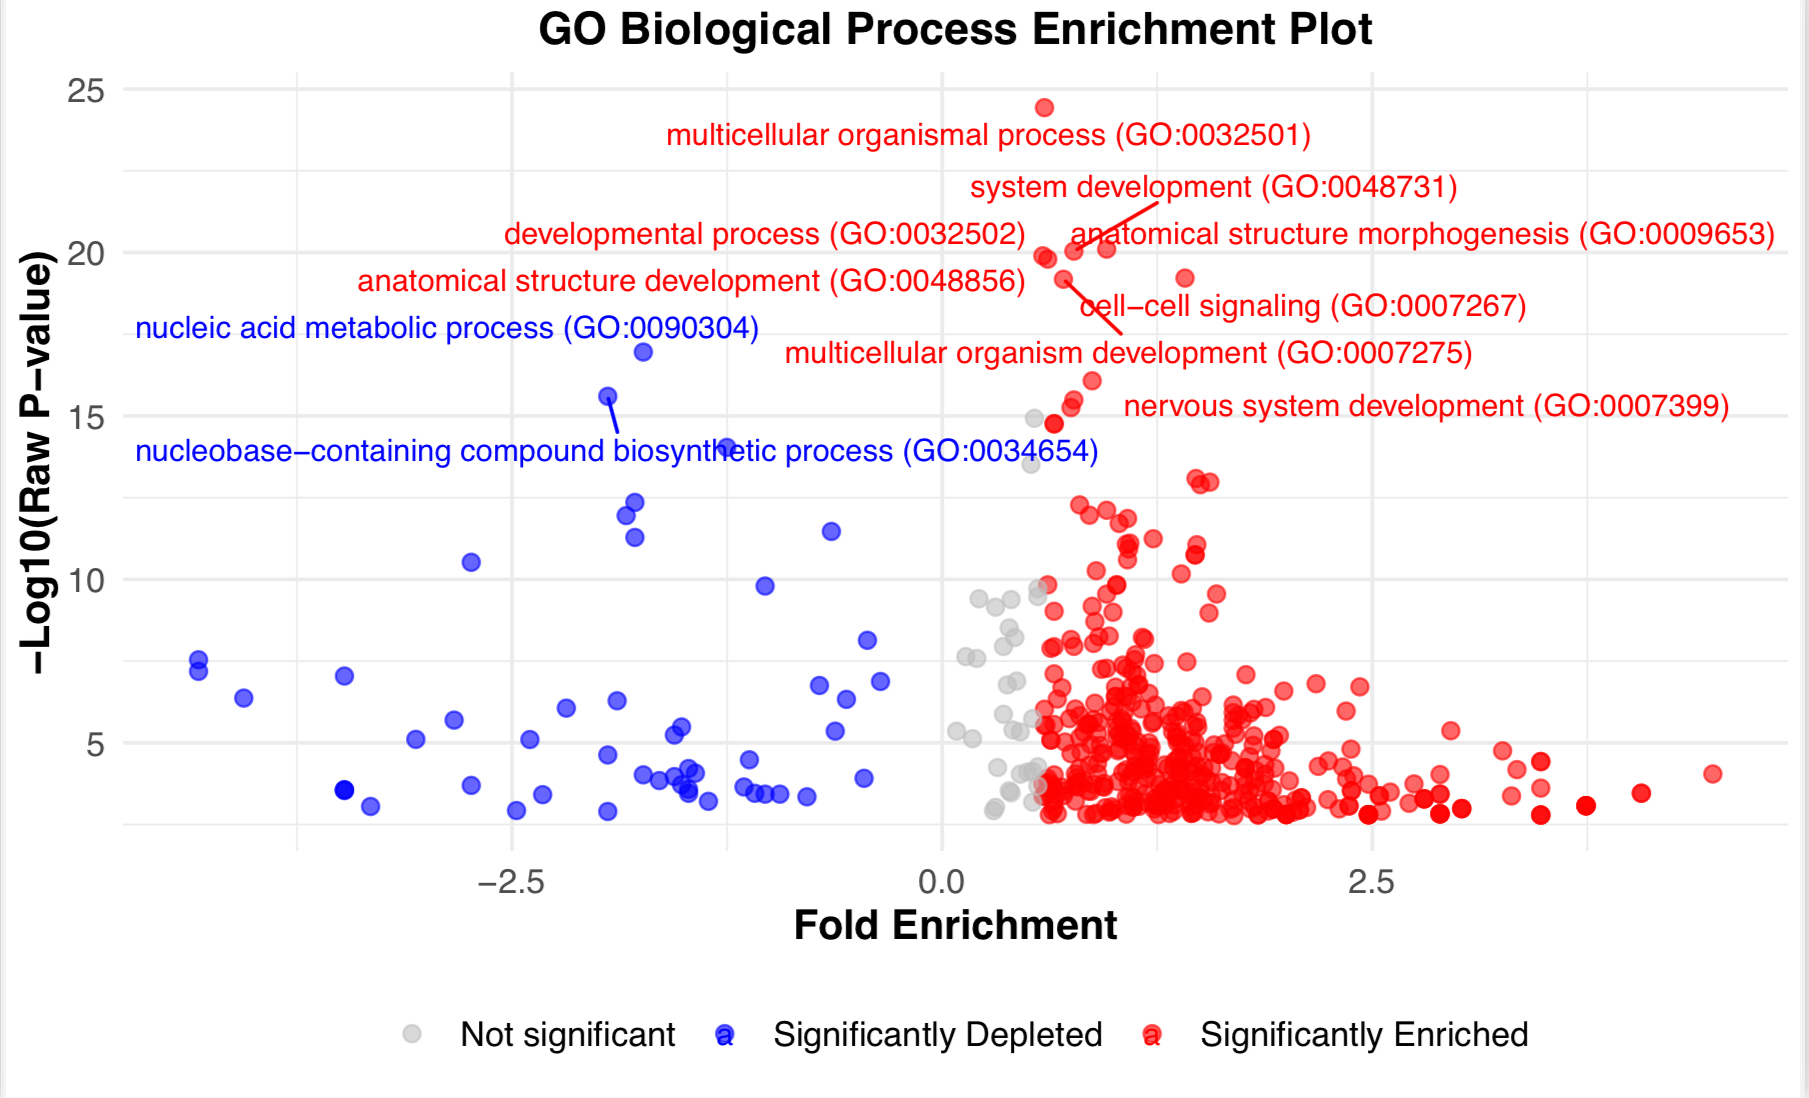 GO Biological Process Enrichment Plot
25
multicellular organismal process (GO:0032501)
system development (GO:0048731)
developmental process (GO:0032502)
anatomical structure morphogenesis (GO:0009653)
20
anatomical structure development (GO:0048856)
cell−cell signaling (GO:0007267)
nucleic acid metabolic process (GO:0090304)
multicellular organism development (GO:0007275)
nervous system development (GO:0007399)
15
nucleobase−containing compound biosynthetic process (GO:0034654)
10
5
−Log10(Raw P−value)
−2.5
0.0
2.5
Fold Enrichment
Not significant
a Significantly Depleted
a Significantly Enriched